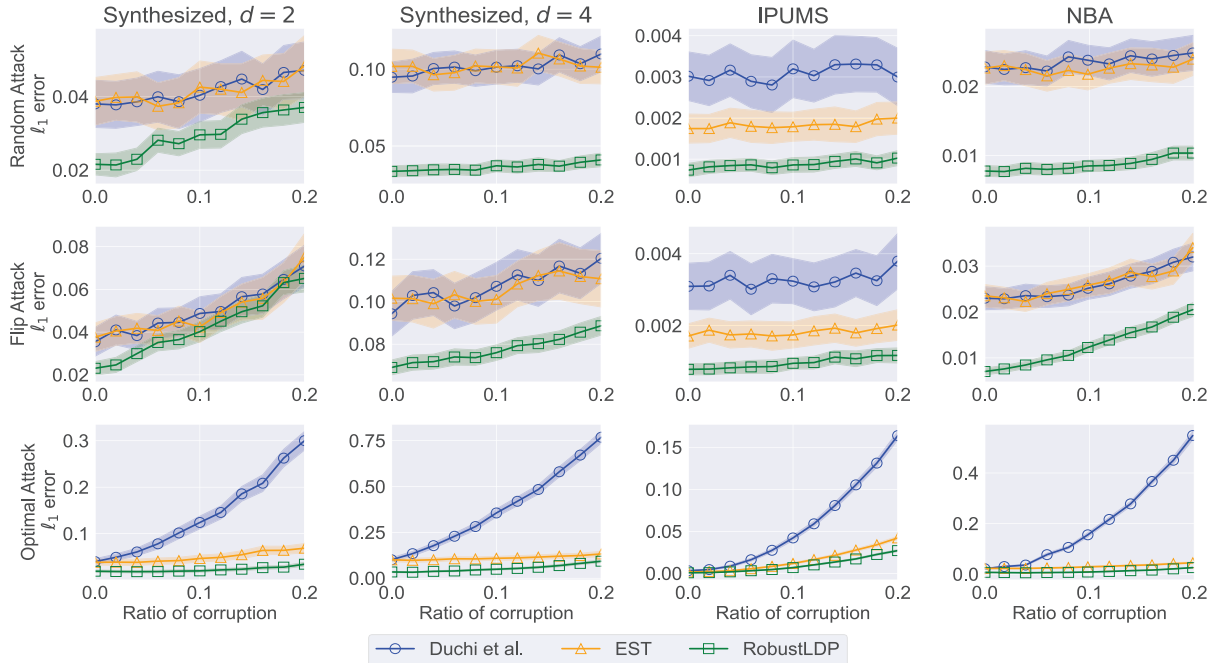 Synthesized, d = 2
Synthesized, d = 4
IPUMS
NBA
Random Attack
ℓ₁ error
0.04
0.02
0.0 0.1 0.2
0.10
0.05
0.0 0.1 0.2
0.004
0.003
0.002
0.001
0.0 0.1 0.2
0.02
0.01
0.0 0.1 0.2
Flip Attack
ℓ₁ error
0.08
0.06
0.04
0.02
0.0 0.1 0.2
0.12
0.10
0.08
0.0 0.1 0.2
0.004
0.002
0.0 0.1 0.2
0.03
0.02
0.01
0.0 0.1 0.2
Optimal Attack
ℓ₁ error
0.3
0.2
0.1
0.0 0.1 0.2
Ratio of corruption
0.75
0.50
0.25
0.00
0.0 0.1 0.2
Ratio of corruption
0.15
0.10
0.05
0.00
0.0 0.1 0.2
Ratio of corruption
0.4
0.2
0.0
0.0 0.1 0.2
Ratio of corruption
Duchi et al. EST RobustLDP